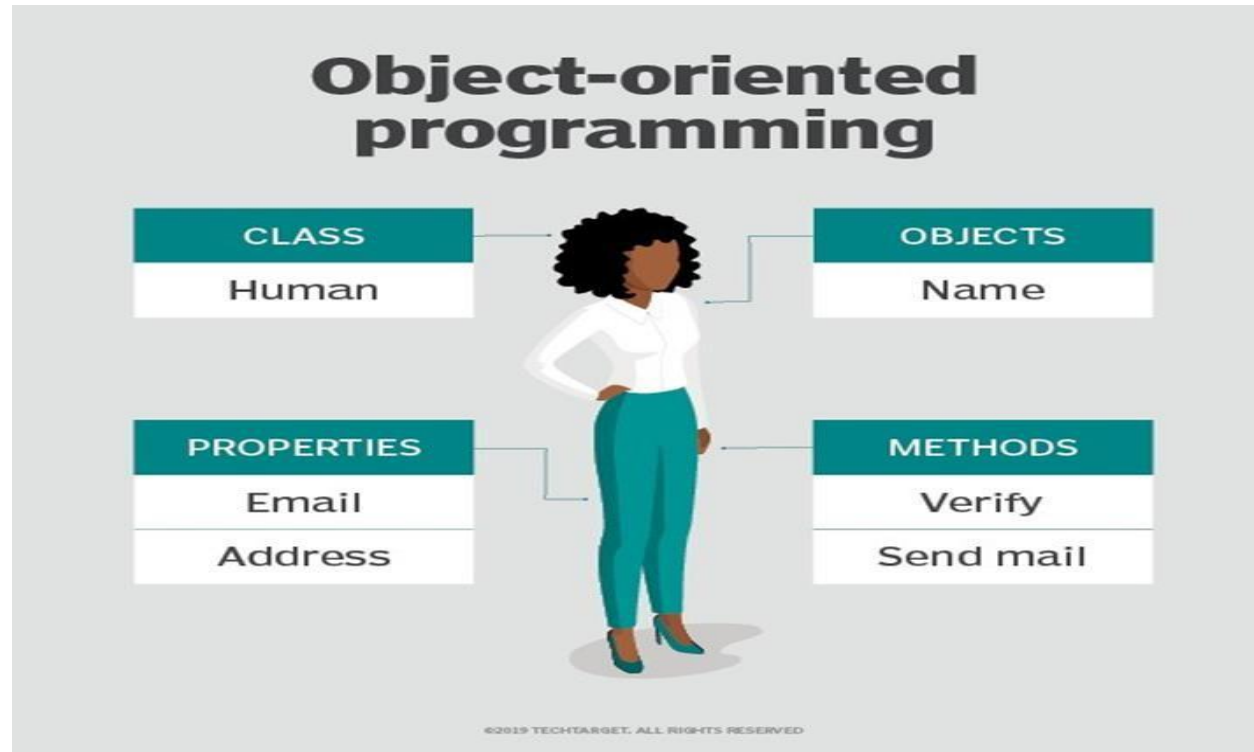 Object-oriented
programming
CLASS
Human
OBJECTS
Name
PROPERTIES
Email
Address
METHODS
Verify
Send mail
©2019 TECHTARGET. ALL RIGHTS RESERVED